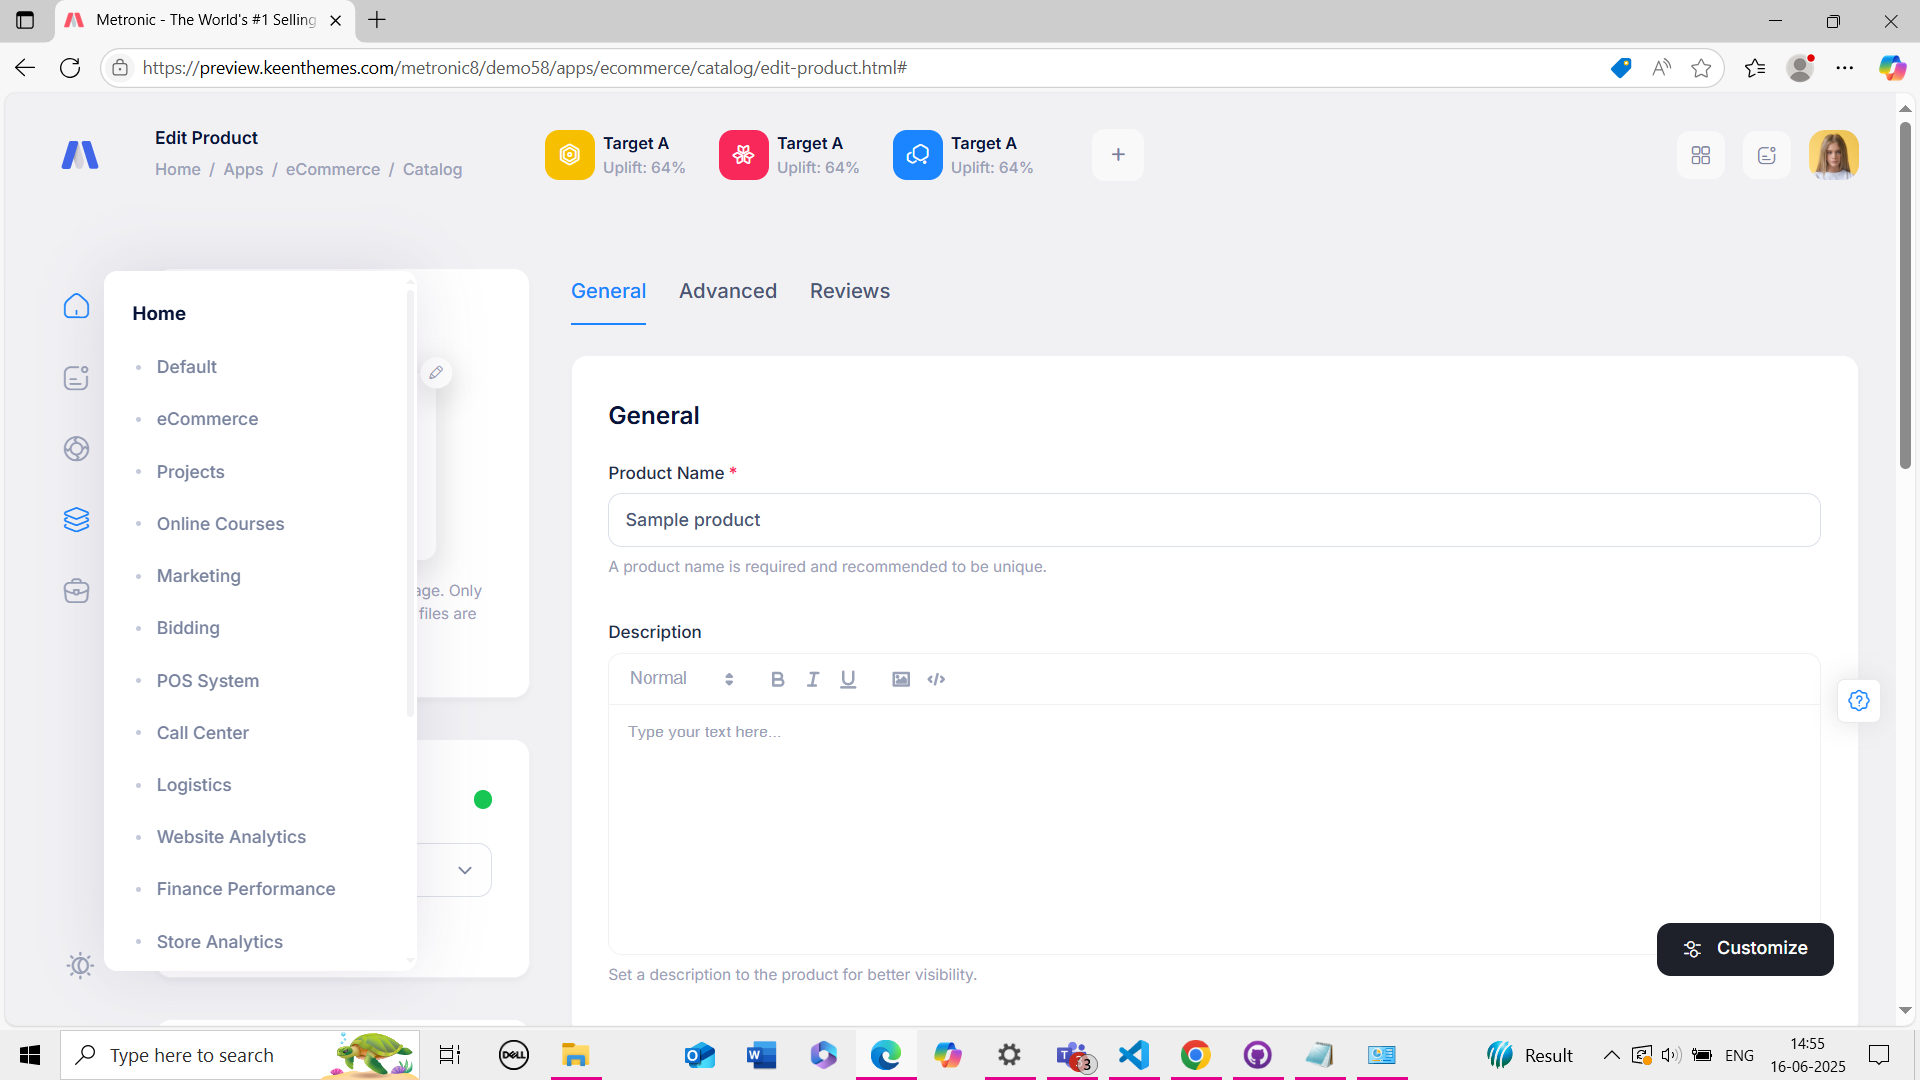 Metronic - The World's #1 Selling
https://preview.keenthemes.com/metronic8/demo58/apps/ecommerce/catalog/edit-product.html#
Edit Product
Home / Apps / eCommerce / Catalog
Target A
Uplift: 64%
Target A
Uplift: 64%
Target A
Uplift: 64%
Home
Default
eCommerce
Projects
Online Courses
Marketing
Bidding
POS System
Call Center
Logistics
Website Analytics
Finance Performance
Store Analytics
age. Only
files are
General Advanced Reviews
General
Product Name *
Sample product
A product name is required and recommended to be unique.
Description
Normal
Type your text here...
Set a description to the product for better visibility.
Customize
Type here to search
DELL
3
Result
ENG
14:55
16-06-2025